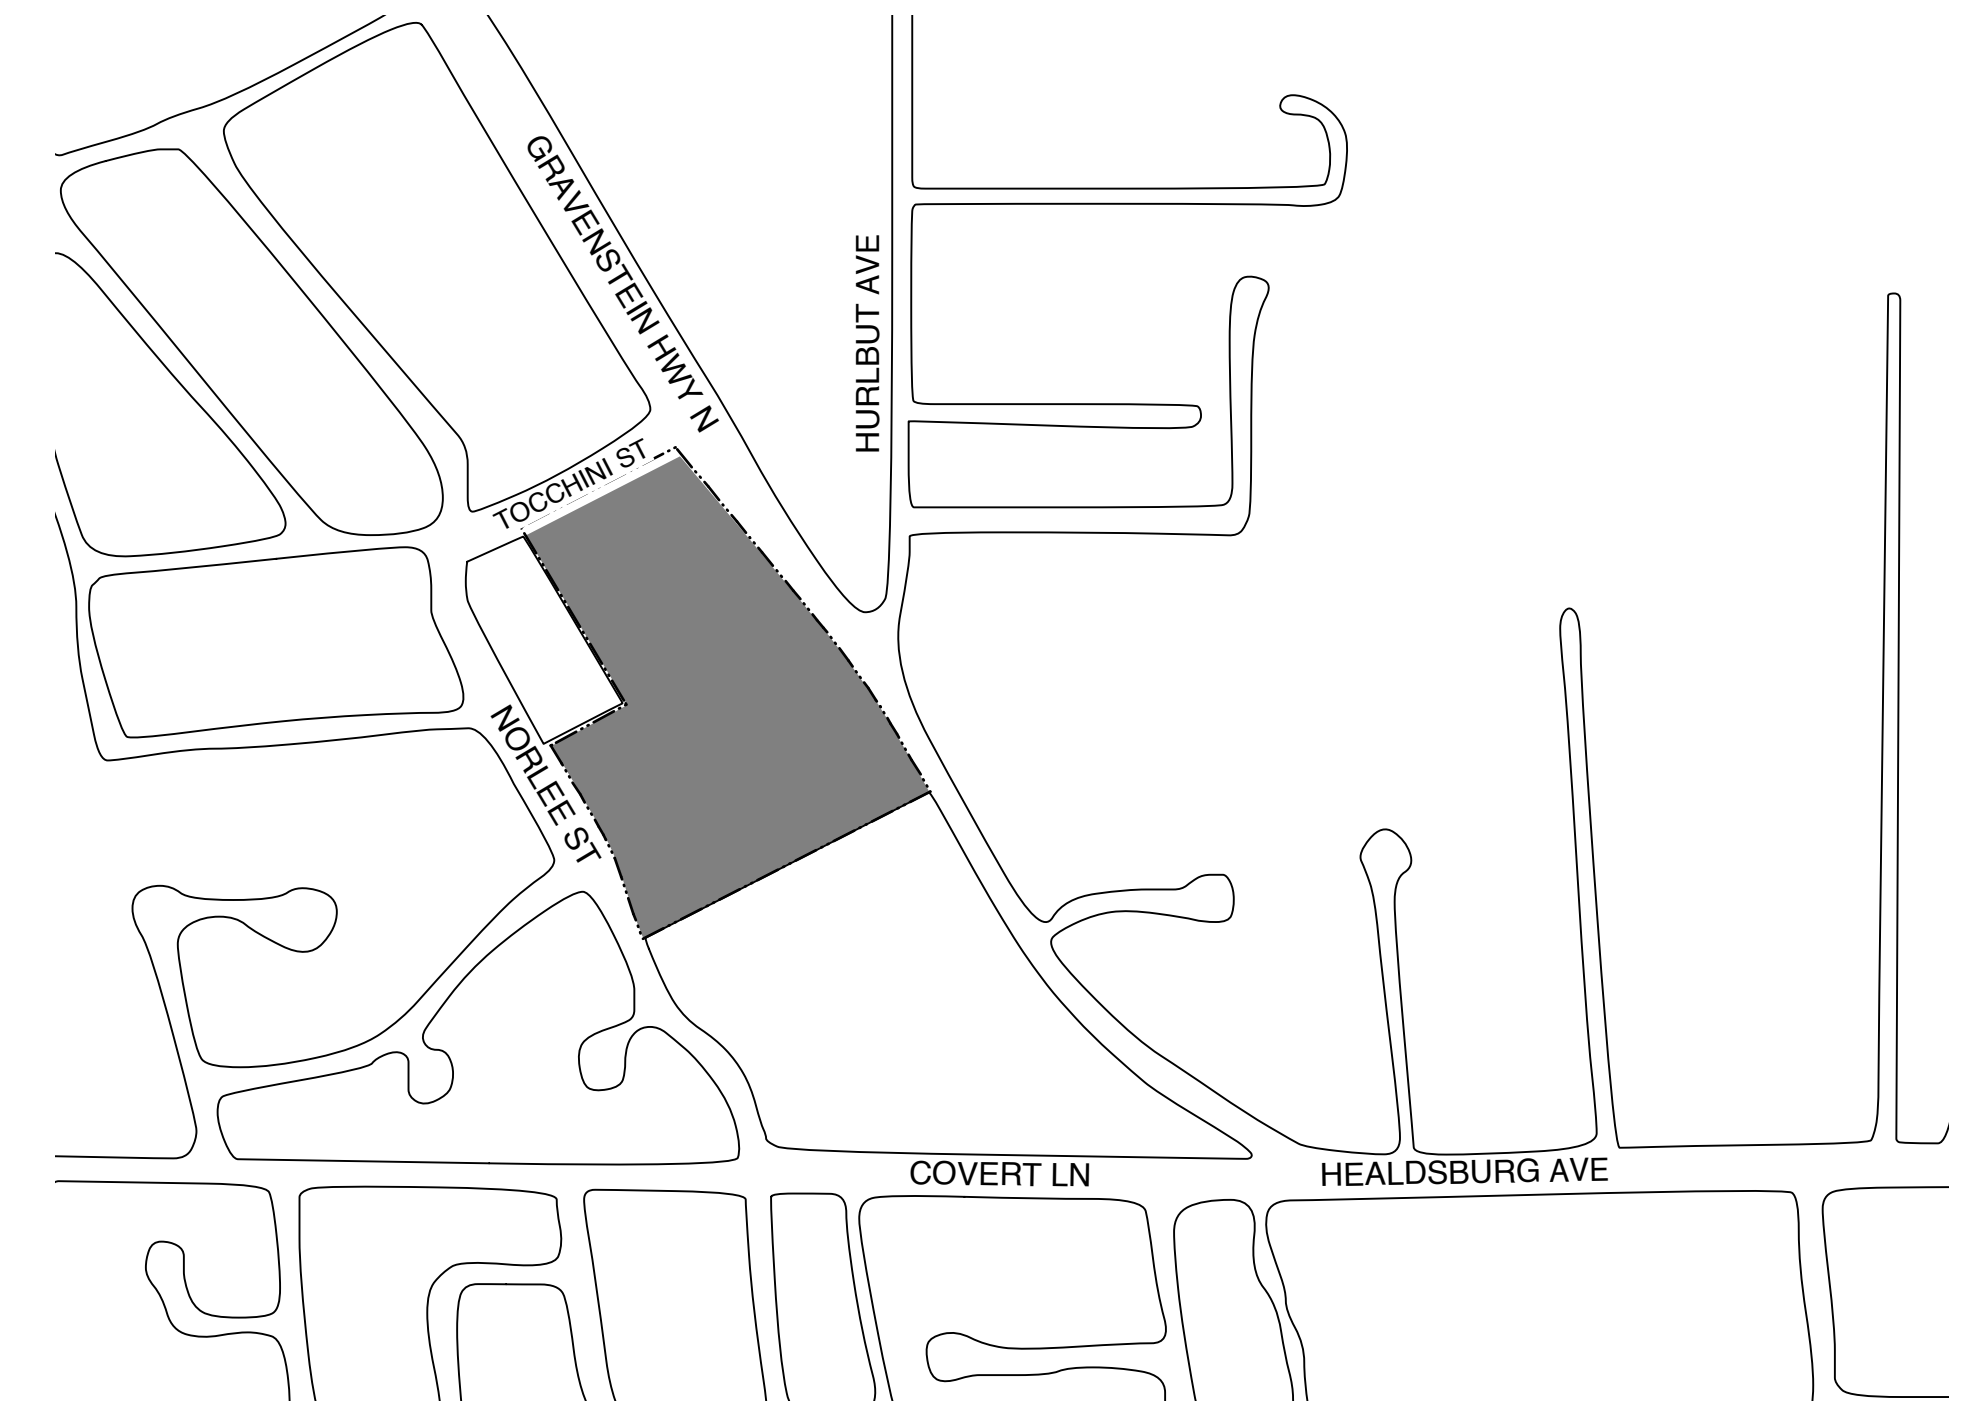 GRAVENSTEIN HWY N
HURLBUT AVE
TOCCHINI ST
NORLEE ST
COVERT LN
HEALDSBURG AVE